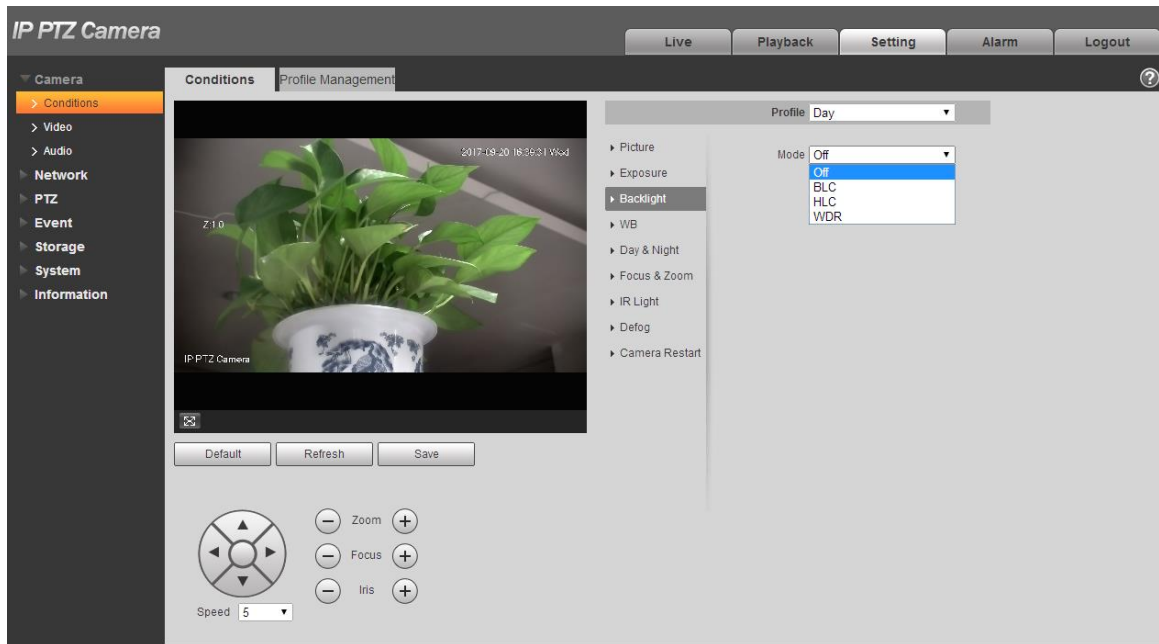 IP PTZ Camera
Live Playback Setting Alarm Logout
Camera
Conditions
Video
Audio
Network
PTZ
Event
Storage
System
Information
Conditions Profile Management
?
2017-09-20 16:39:31 Wed
Z:10
IP PTZ Camera
Default Refresh Save
Zoom
Focus
Iris
Speed 5
Profile Day
Picture
Exposure
Backlight
WB
Day & Night
Focus & Zoom
IR Light
Defog
Camera Restart
Mode Off
Off
BLC
HLC
WDR